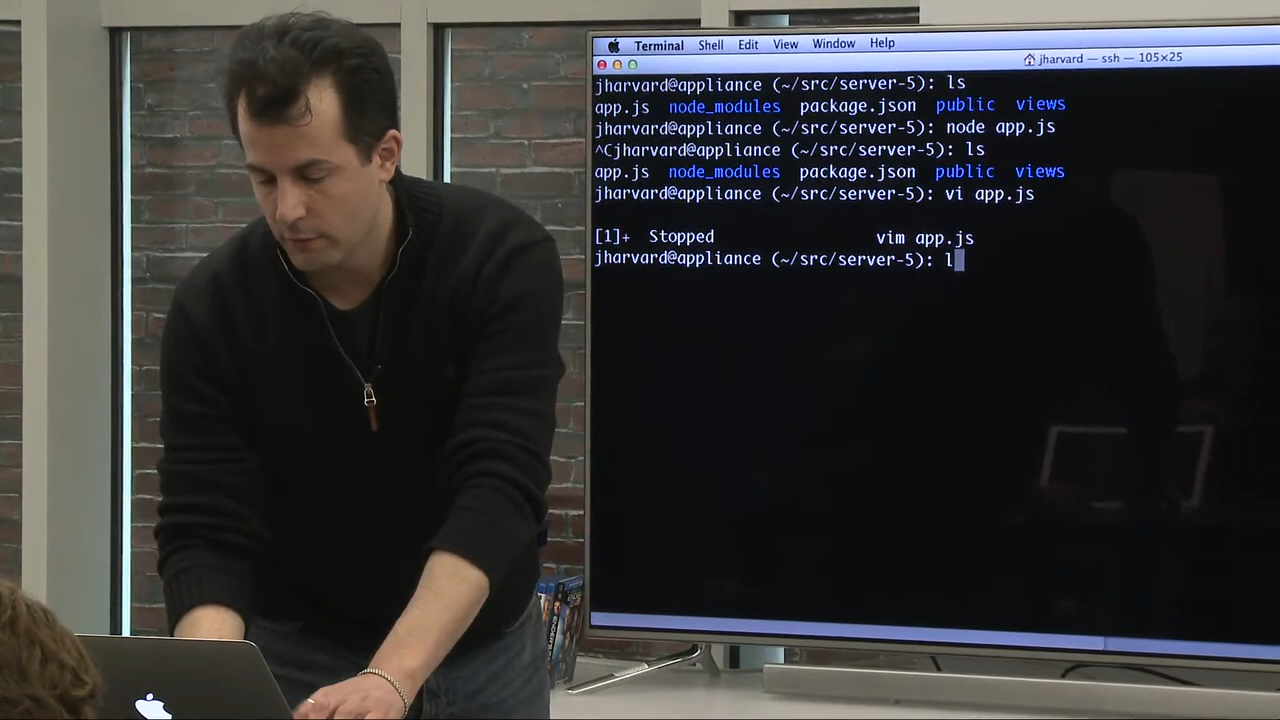 Terminal Shell Edit View Window Help
jharvard — ssh — 105×25
jharvard@appliance (~/src/server-5): ls
app.js node_modules package.json public views
jharvard@appliance (~/src/server-5): node app.js
^Cjharvard@appliance (~/src/server-5): ls
app.js node_modules package.json public views
jharvard@appliance (~/src/server-5): vi app.js
[1]+ Stopped vim app.js
jharvard@appliance (~/src/server-5): l